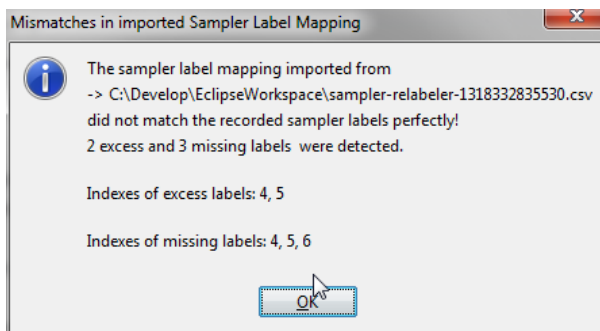 Mismatches in imported Sampler Label Mapping
The sampler label mapping imported from
-> C:\Develop\EclipseWorkspace\sampler-relabeler-1318332835530.csv
did not match the recorded sampler labels perfectly!
2 excess and 3 missing labels were detected.
Indexes of excess labels: 4, 5
Indexes of missing labels: 4, 5, 6
OK